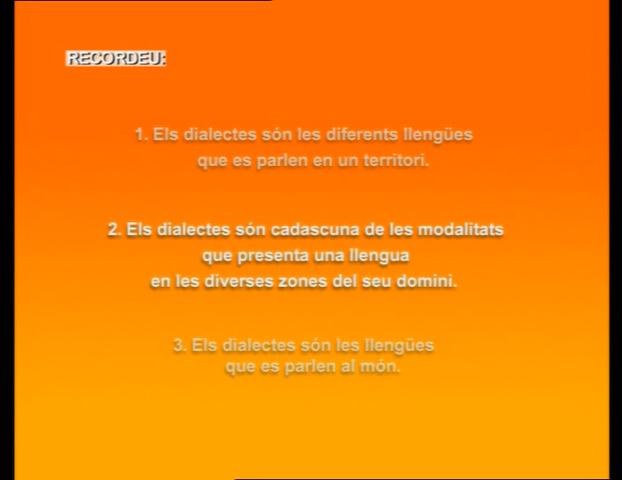 RECORDEU:
1. Els dialectes són les diferents llengües
que es parlen en un territori.
2. Els dialectes són cadascuna de les modalitats
que presenta una llengua
en les diverses zones del seu domini.
3. Els dialectes són les llengües
que es parlen al món.